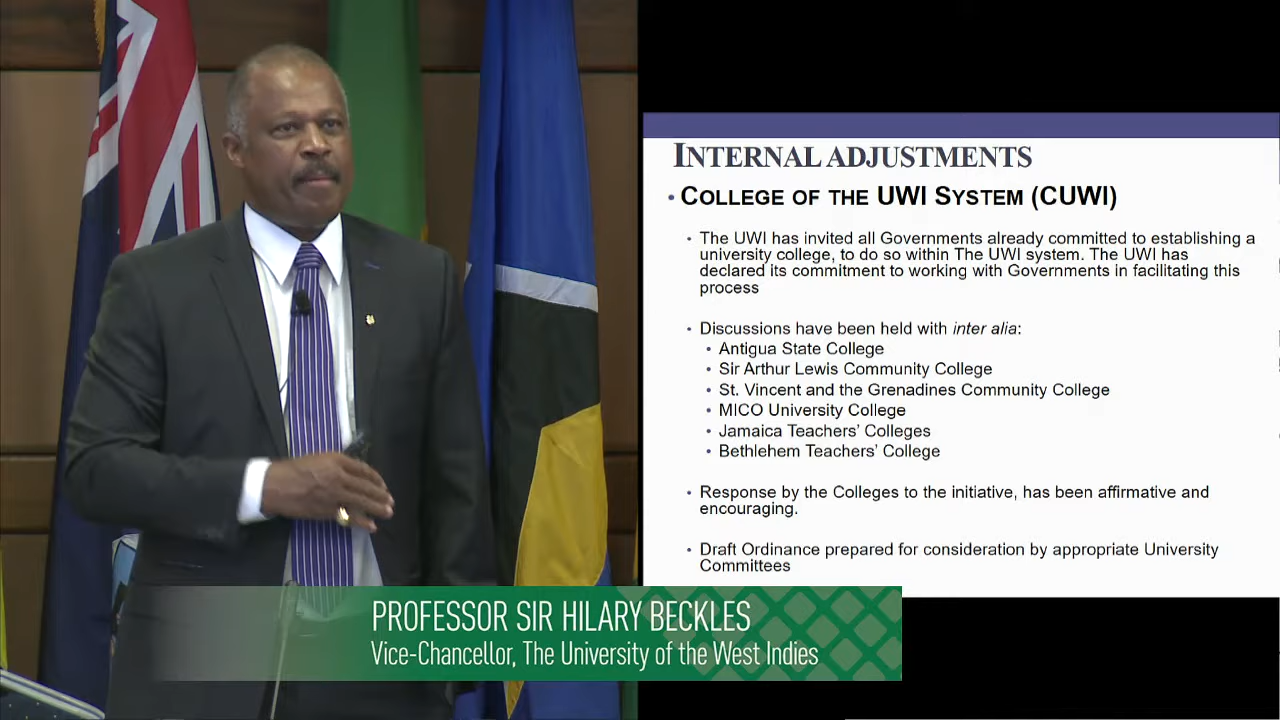 INTERNAL ADJUSTMENTS
• COLLEGE OF THE UWI SYSTEM (CUWI)
• The UWI has invited all Governments already committed to establishing a
university college, to do so within The UWI system. The UWI has
declared its commitment to working with Governments in facilitating this
process
• Discussions have been held with inter alia:
• Antigua State College
• Sir Arthur Lewis Community College
• St. Vincent and the Grenadines Community College
• MICO University College
• Jamaica Teachers' Colleges
• Bethlehem Teachers' College
• Response by the Colleges to the initiative, has been affirmative and
encouraging.
• Draft Ordinance prepared for consideration by appropriate University
Committees
PROFESSOR SIR HILARY BECKLES
Vice-Chancellor, The University of the West Indies